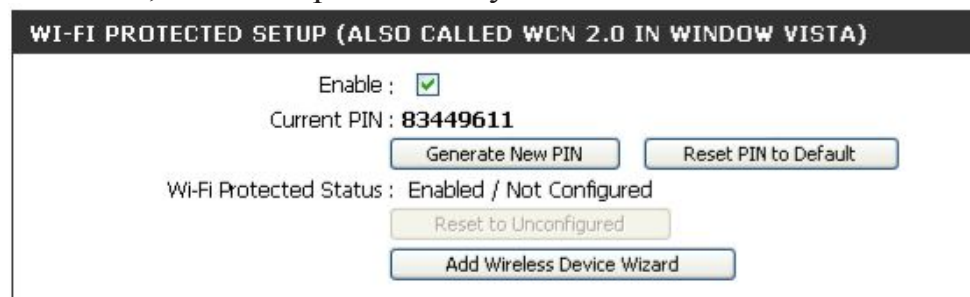 WI-FI PROTECTED SETUP (ALSO CALLED WCN 2.0 IN WINDOW VISTA)
Enable :
Current PIN : 83449611
Generate New PIN Reset PIN to Default
Wi-Fi Protected Status : Enabled / Not Configured
Reset to Unconfigured
Add Wireless Device Wizard